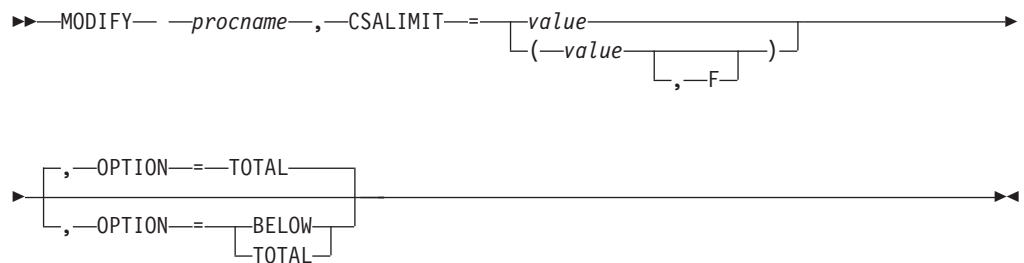 MODIFY procname , CSALIMIT = value
( value )
, F
, OPTION = TOTAL
, OPTION = BELOW
TOTAL